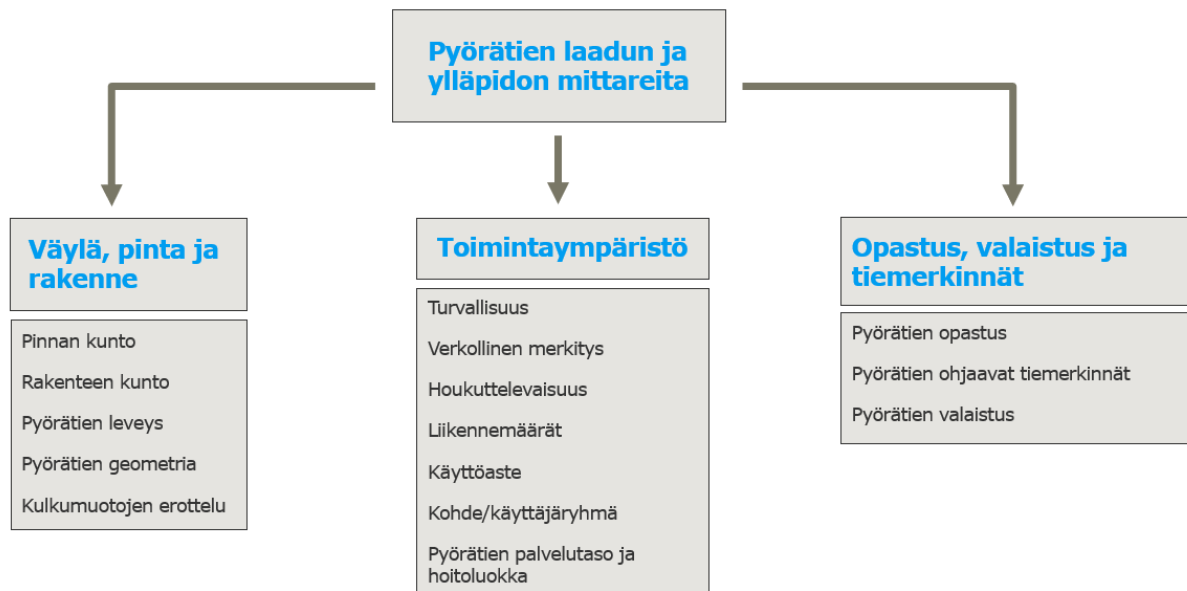 Pyörätien laadun ja
ylläpidon mittareita
Väylä, pinta ja
rakenne
Pinnan kunto
Rakenteen kunto
Pyörätien leveys
Pyörätien geometria
Kulkumuotojen erottelu
Toimintaympäristö
Turvallisuus
Verkollinen merkitys
Houkuttelevaisuus
Liikennemäärät
Käyttöaste
Kohde/käyttäjäryhmä
Pyörätien palvelutaso ja
hoitoluokka
Opastus, valaistus ja
tiemerkinnät
Pyörätien opastus
Pyörätien ohjaavat tiemerkinnät
Pyörätien valaistus